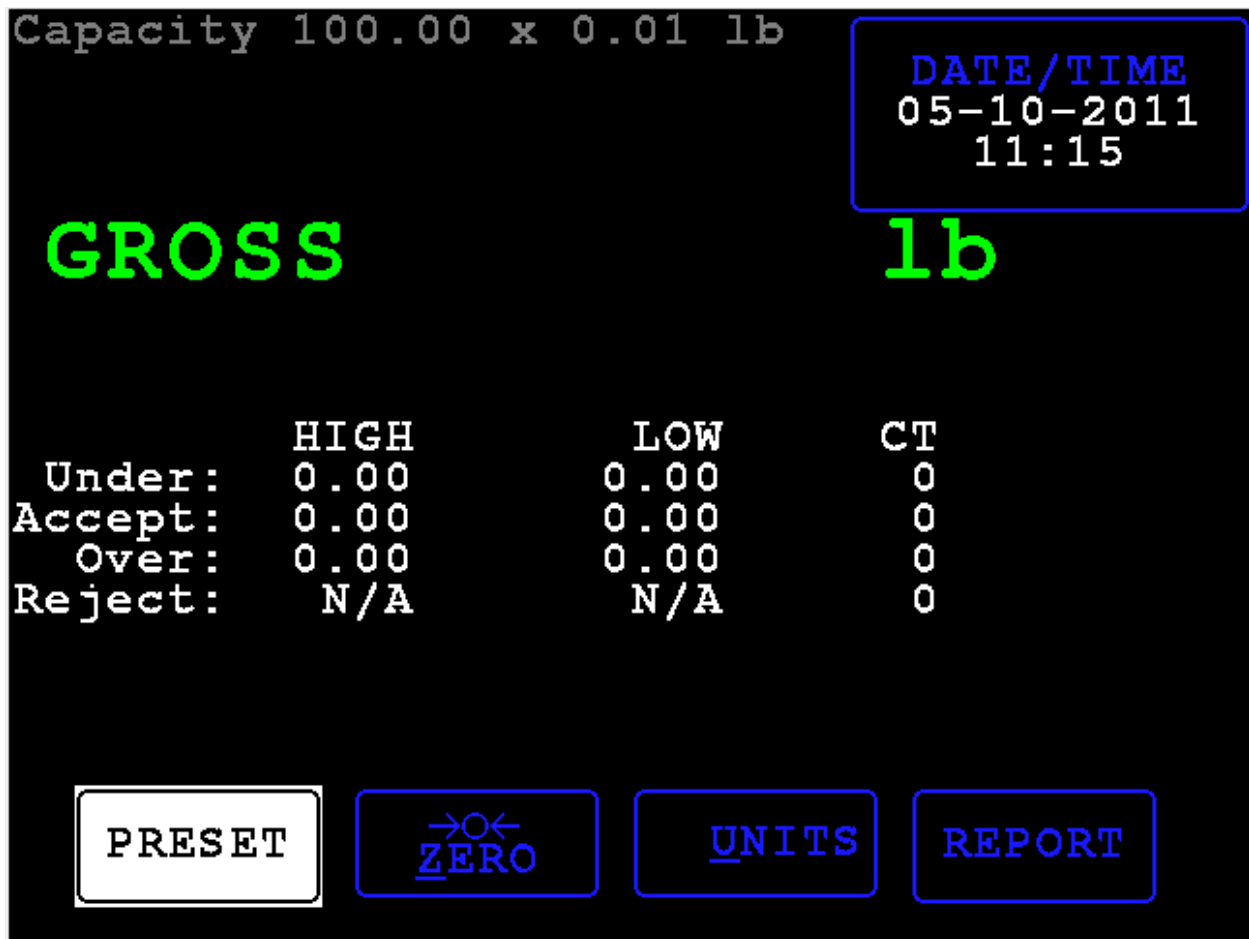 Capacity 100.00 x 0.01 lb
DATE/TIME
05-10-2011
11:15
GROSS lb
HIGH LOW CT
Under: 0.00 0.00 0
Accept: 0.00 0.00 0
Over: 0.00 0.00 0
Reject: N/A N/A 0
PRESET →O← ZERO UNITS REPORT